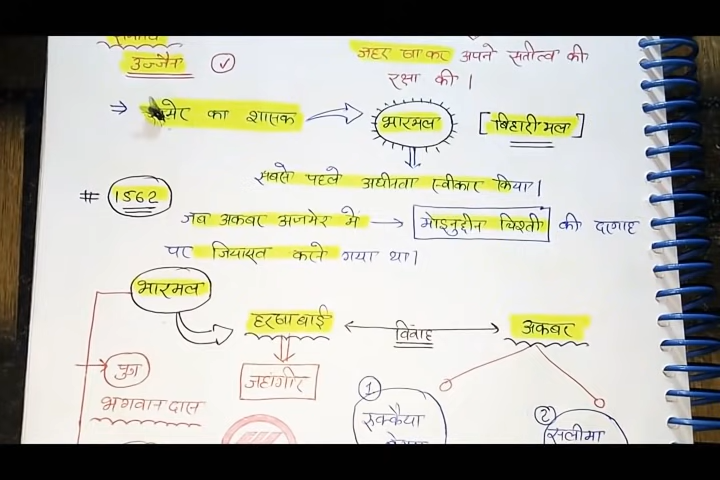 उज्जैन
जहर खा कर अपने सतीत्व की
रक्षा की |
⇒ का शासक → भारमल [बिहारी मल]
सबसे पहले अधीनता स्वीकार किया |
# 1562
जब अकबर अजमेर में → मोइनुद्दीन चिश्ती की दरगाह
पर जियारत करने गया था |
भारमल
हरखा बाई ↔ विवाह अकबर
जहांगीर
पुत्र
भगवान दास
1
रुक्कैया
2
सलीमा